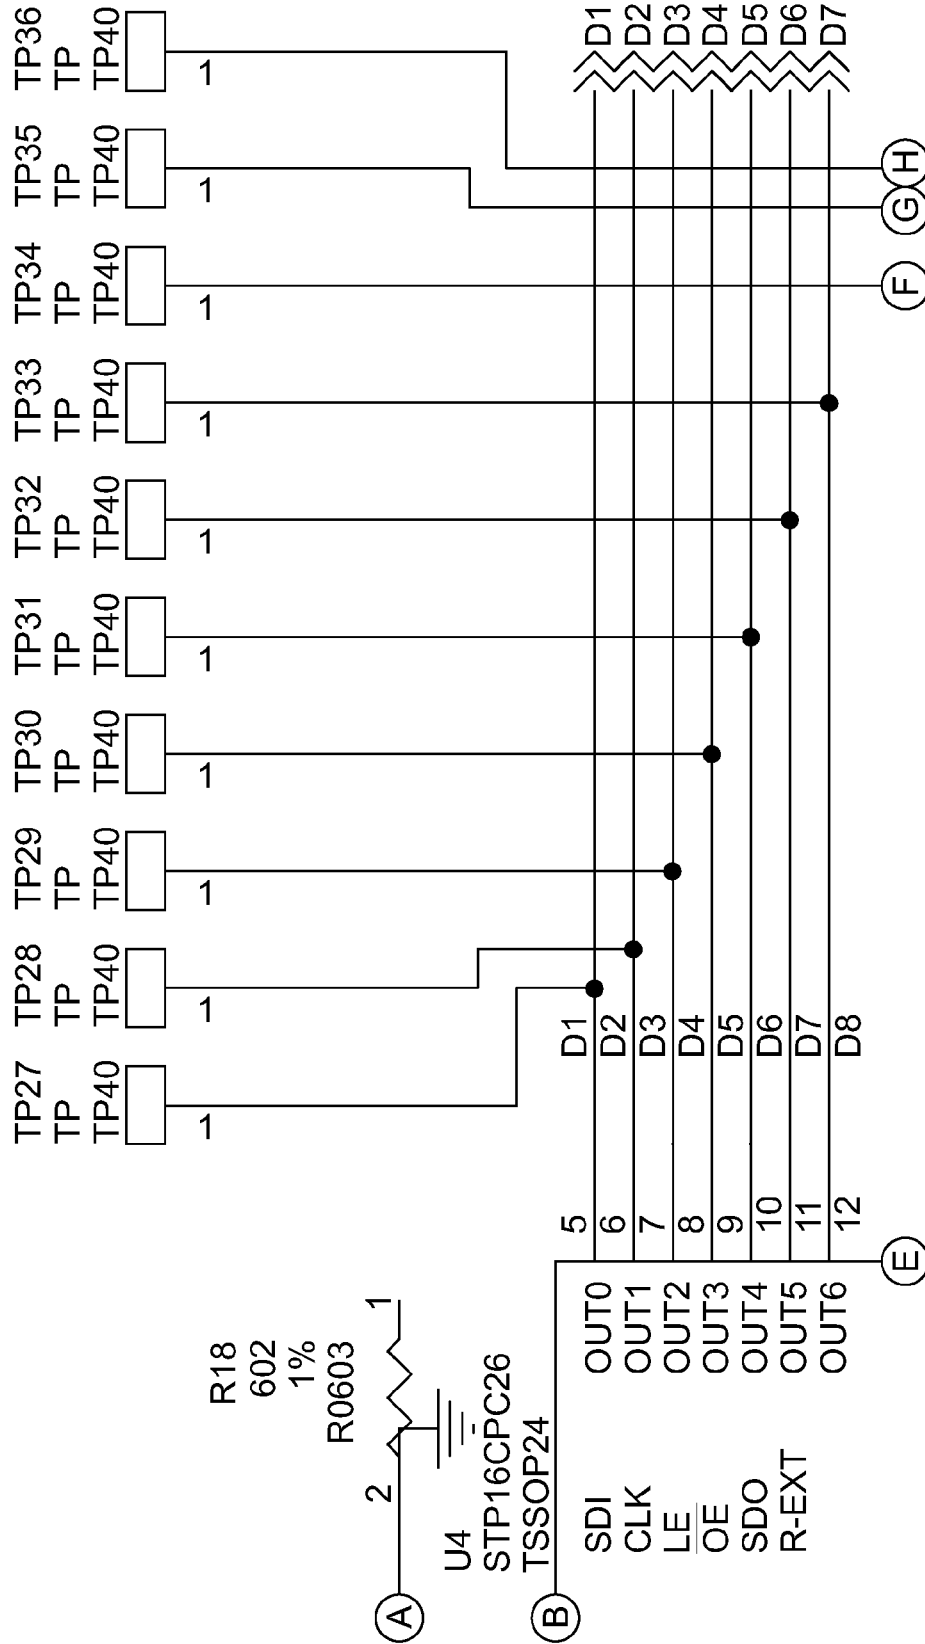 TP27 TP28 TP29 TP30 TP31 TP32 TP33 TP34 TP35 TP36
TP TP TP TP TP TP TP TP TP TP
TP40 TP40 TP40 TP40 TP40 TP40 TP40 TP40 TP40 TP40
1 1 1 1 1 1 1 1 1 1
R18
602
1%
R0603
2 1
A
U4
STP16CPC26
TSSOP24
B
SDI OUT0 5 D1 D1
CLK OUT1 6 D2 D2
LE OUT2 7 D3 D3
OE OUT3 8 D4 D4
SDO OUT4 9 D5 D5
R-EXT OUT5 10 D6 D6
OUT6 11 D7 D7
12 D8
E F G H